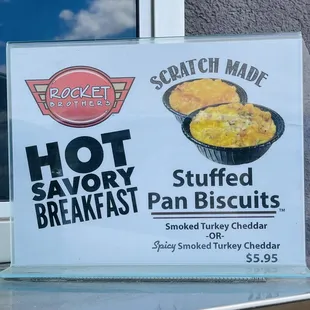 ROCKET
BROTHERS
HOT
SAVORY
BREAKFAST
SCRATCH MADE
Stuffed
Pan Biscuits™
Smoked Turkey Cheddar
-OR-
Spicy Smoked Turkey Cheddar
$5.95